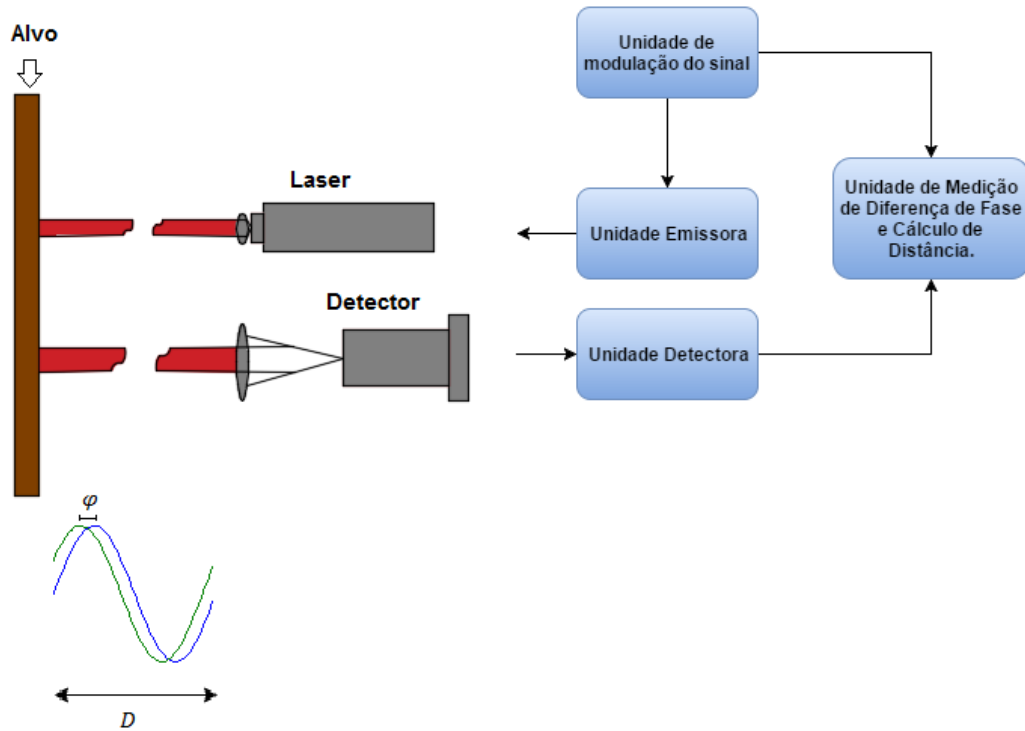 Alvo
Laser
Detector
φ
D
Unidade de
modulação do sinal
Unidade Emissora
Unidade Detectora
Unidade de Medição
de Diferença de Fase
e Cálculo de
Distância.